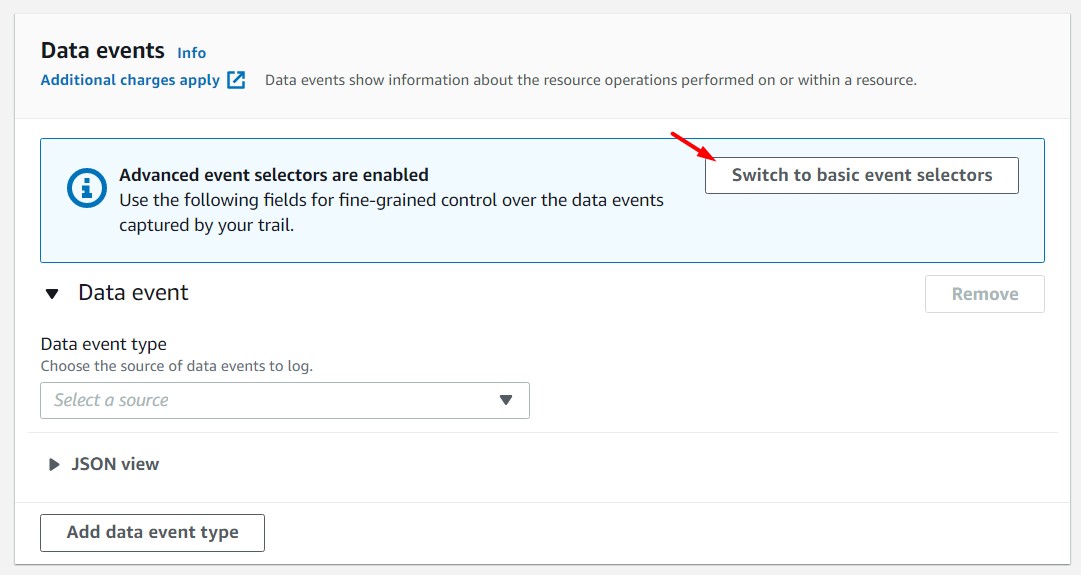 Data events Info
Additional charges apply Data events show information about the resource operations performed on or within a resource.
Advanced event selectors are enabled
Switch to basic event selectors
Use the following fields for fine-grained control over the data events
captured by your trail.
Data event
Remove
Data event type
Choose the source of data events to log.
Select a source
JSON view
Add data event type